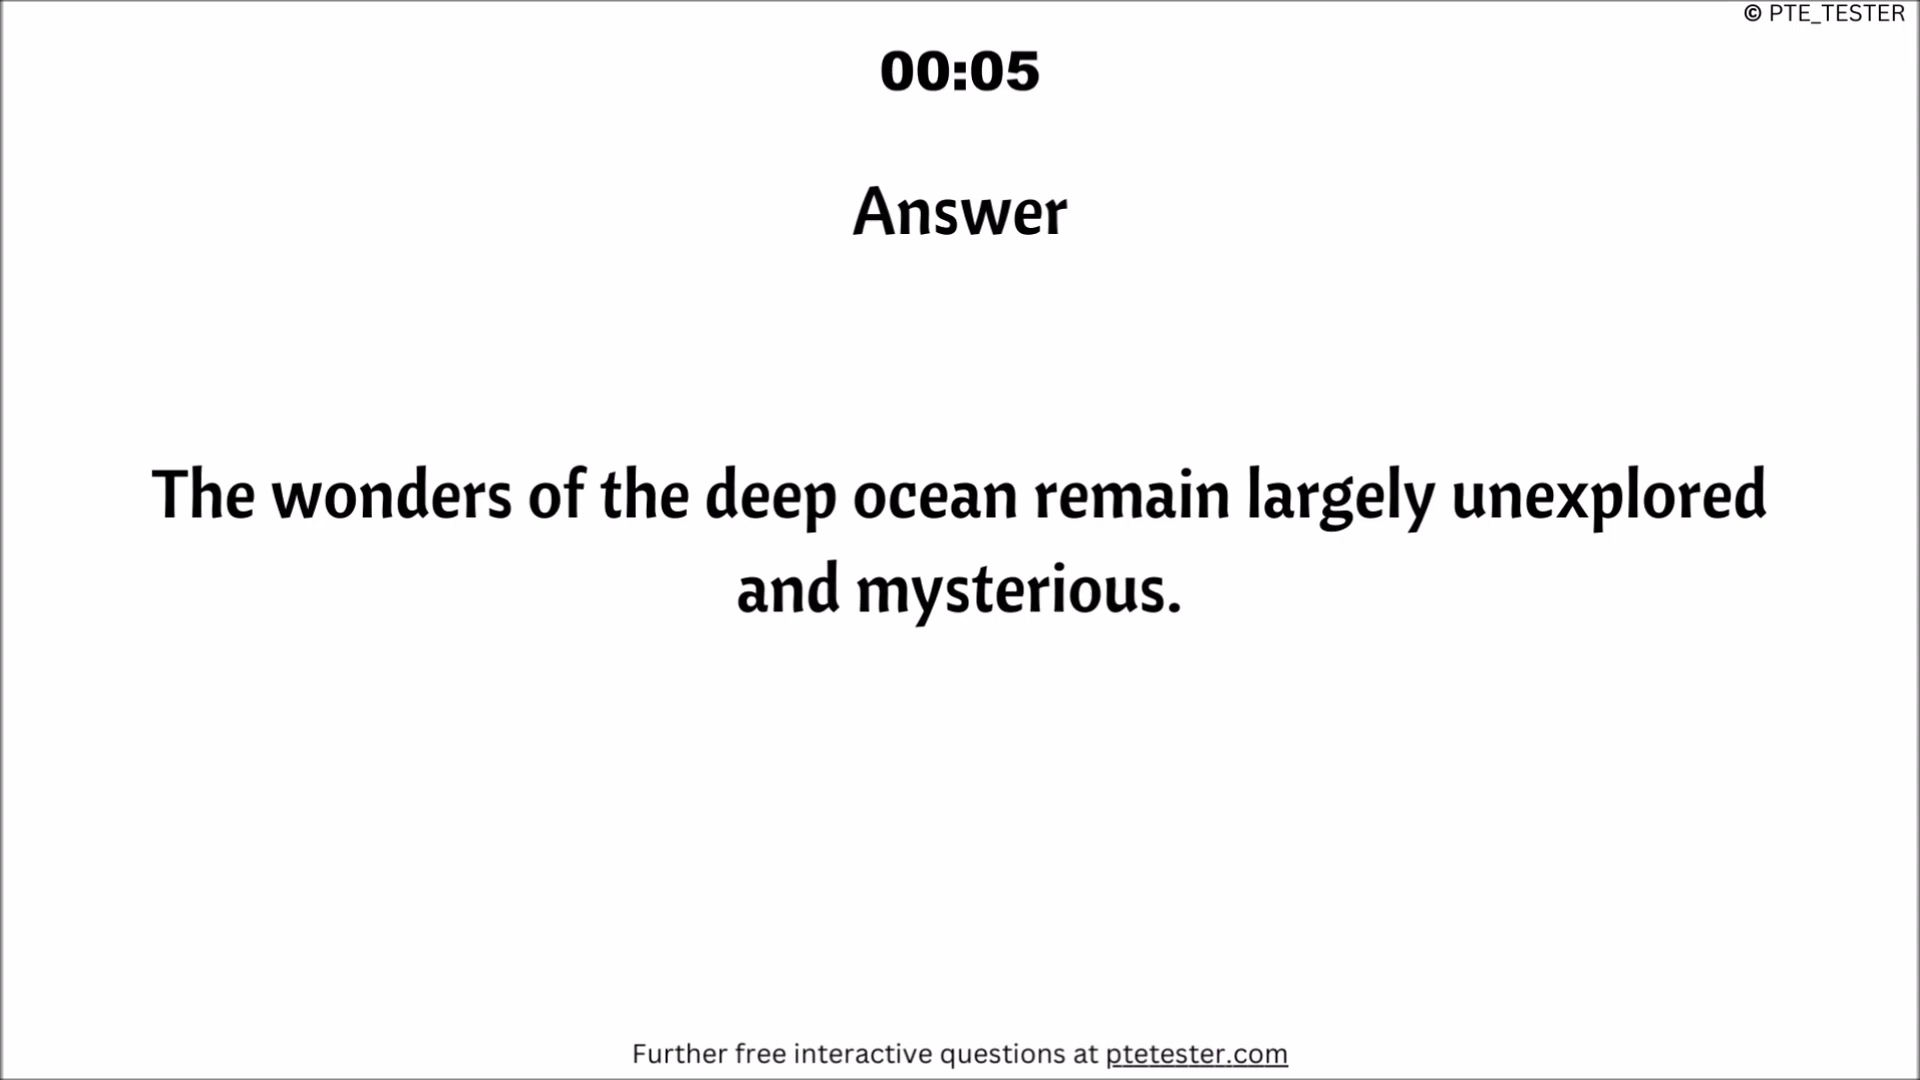 © PTE_TESTER
00:05
Answer
The wonders of the deep ocean remain largely unexplored
and mysterious.
Further free interactive questions at ptetester.com